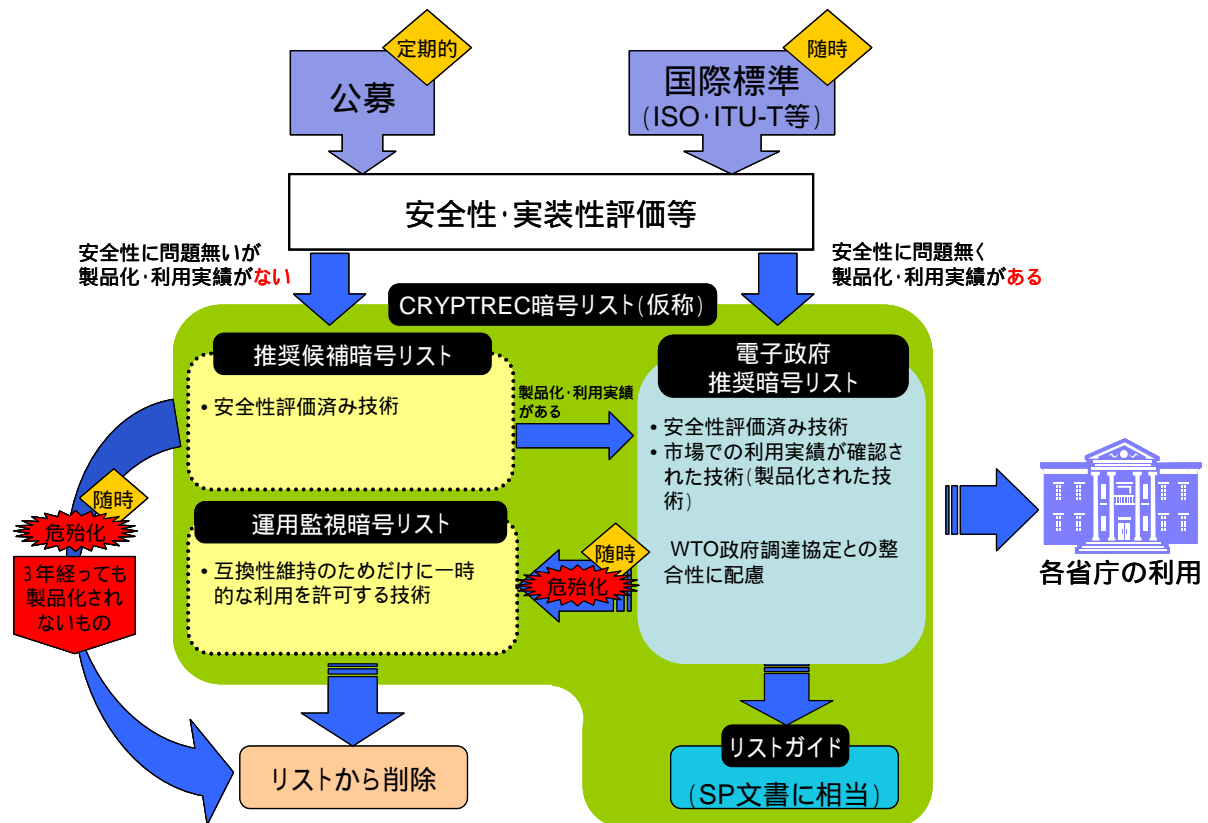 定期的
公募
随時
国際標準
(ISO･ITU-T等)
安全性･実装性評価等
安全性に問題無いが
製品化･利用実績がない
安全性に問題無く
製品化･利用実績がある
CRYPTREC暗号リスト(仮称)
推奨候補暗号リスト
• 安全性評価済み技術
製品化･利用実績
がある
電子政府
推奨暗号リスト
• 安全性評価済み技術
• 市場での利用実績が確認さ
れた技術(製品化された技
術)
WTO政府調達協定との整
合性に配慮
随時
危殆化
3年経っても
製品化され
ないもの
運用監視暗号リスト
• 互換性維持のためだけに一時
的な利用を許可する技術
随時
危殆化
各省庁の利用
リストから削除
リストガイド
(SP文書に相当)